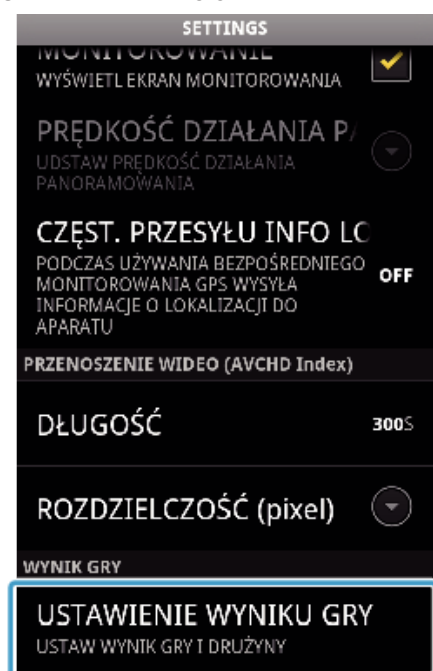 SETTINGS
MONITOROWANIE
WYŚWIETL EKRAN MONITOROWANIA
PRĘDKOŚĆ DZIAŁANIA P
UDSTAW PRĘDKOŚĆ DZIAŁANIA
PANORAMOWANIA
CZĘST. PRZESYŁU INFO LO
PODCZAS UŻYWANIA BEZPOŚREDNIEGO
MONITOROWANIA GPS WYSYŁA
INFORMACJE O LOKALIZACJI DO
APARATU
OFF
PRZENOSZENIE WIDEO (AVCHD Index)
DŁUGOŚĆ 300S
ROZDZIELCZOŚĆ (pixel)
WYNIK GRY
USTAWIENIE WYNIKU GRY
USTAW WYNIK GRY I DRUŻYNY